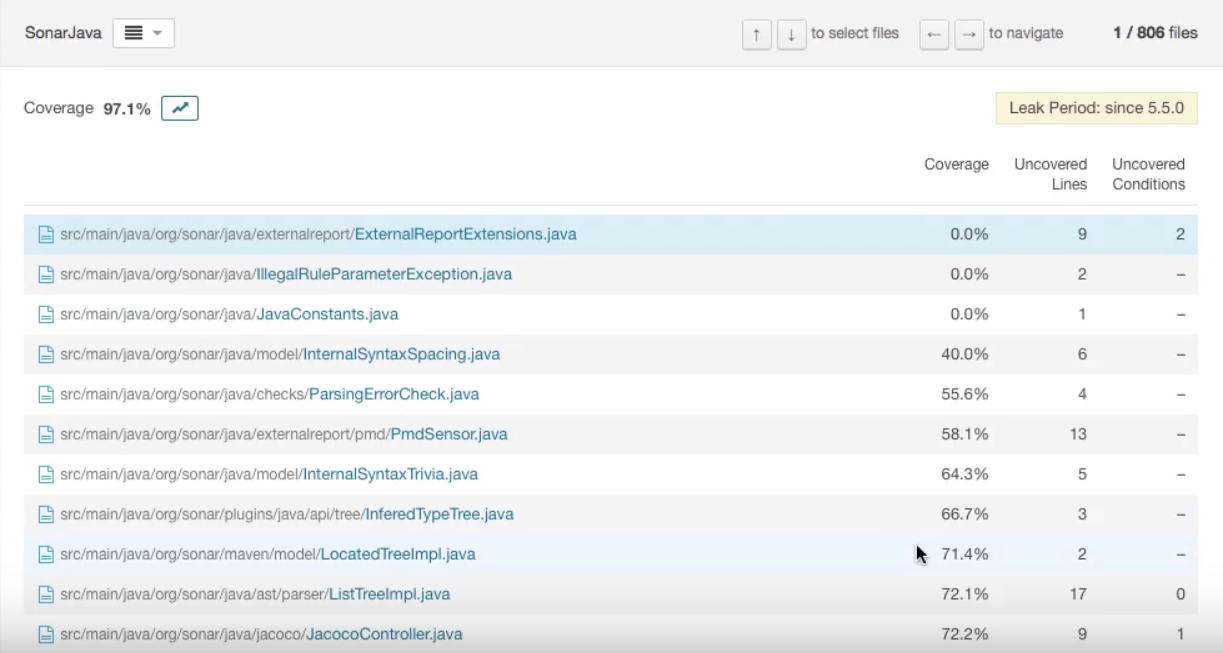 SonarJava ↑ ↓ to select files ← → to navigate 1 / 806 files
Coverage 97.1% Leak Period: since 5.5.0
Coverage Uncovered Lines Uncovered Conditions
src/main/java/org/sonar/java/externalreport/ExternalReportExtensions.java 0.0% 9 2
src/main/java/org/sonar/java/IllegalRuleParameterException.java 0.0% 2 –
src/main/java/org/sonar/java/JavaConstants.java 0.0% 1 –
src/main/java/org/sonar/java/model/InternalSyntaxSpacing.java 40.0% 6 –
src/main/java/org/sonar/java/checks/ParsingErrorCheck.java 55.6% 4 –
src/main/java/org/sonar/java/externalreport/pmd/PmdSensor.java 58.1% 13 –
src/main/java/org/sonar/java/model/InternalSyntaxTrivia.java 64.3% 5 –
src/main/java/org/sonar/plugins/java/api/tree/InferedTypeTree.java 66.7% 3 –
src/main/java/org/sonar/maven/model/LocatedTreeImpl.java 71.4% 2 –
src/main/java/org/sonar/java/ast/parser/ListTreeImpl.java 72.1% 17 0
src/main/java/org/sonar/java/jacoco/JacocoController.java 72.2% 9 1